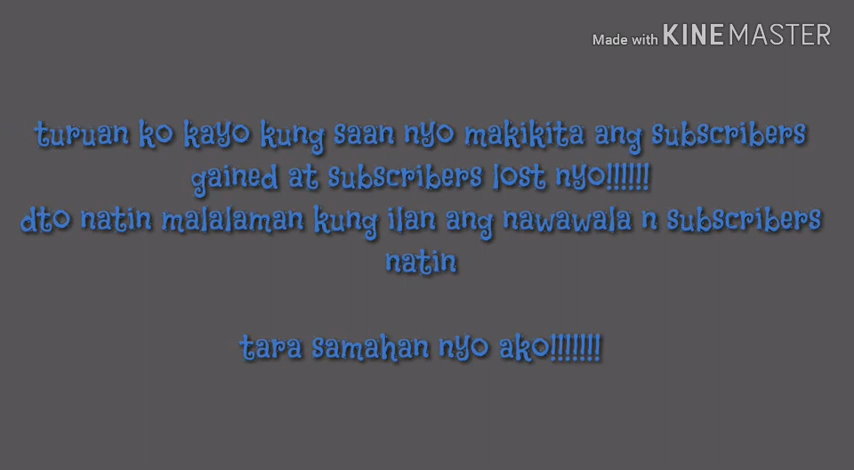 Made with KINEMASTER
turuan ko kayo kung saan nyo makikita ang subscribers
gained at subscribers lost nyo!!!!!!
dto natin malalaman kung ilan ang nawawala n subscribers
natin
tara samahan nyo ako!!!!!!!